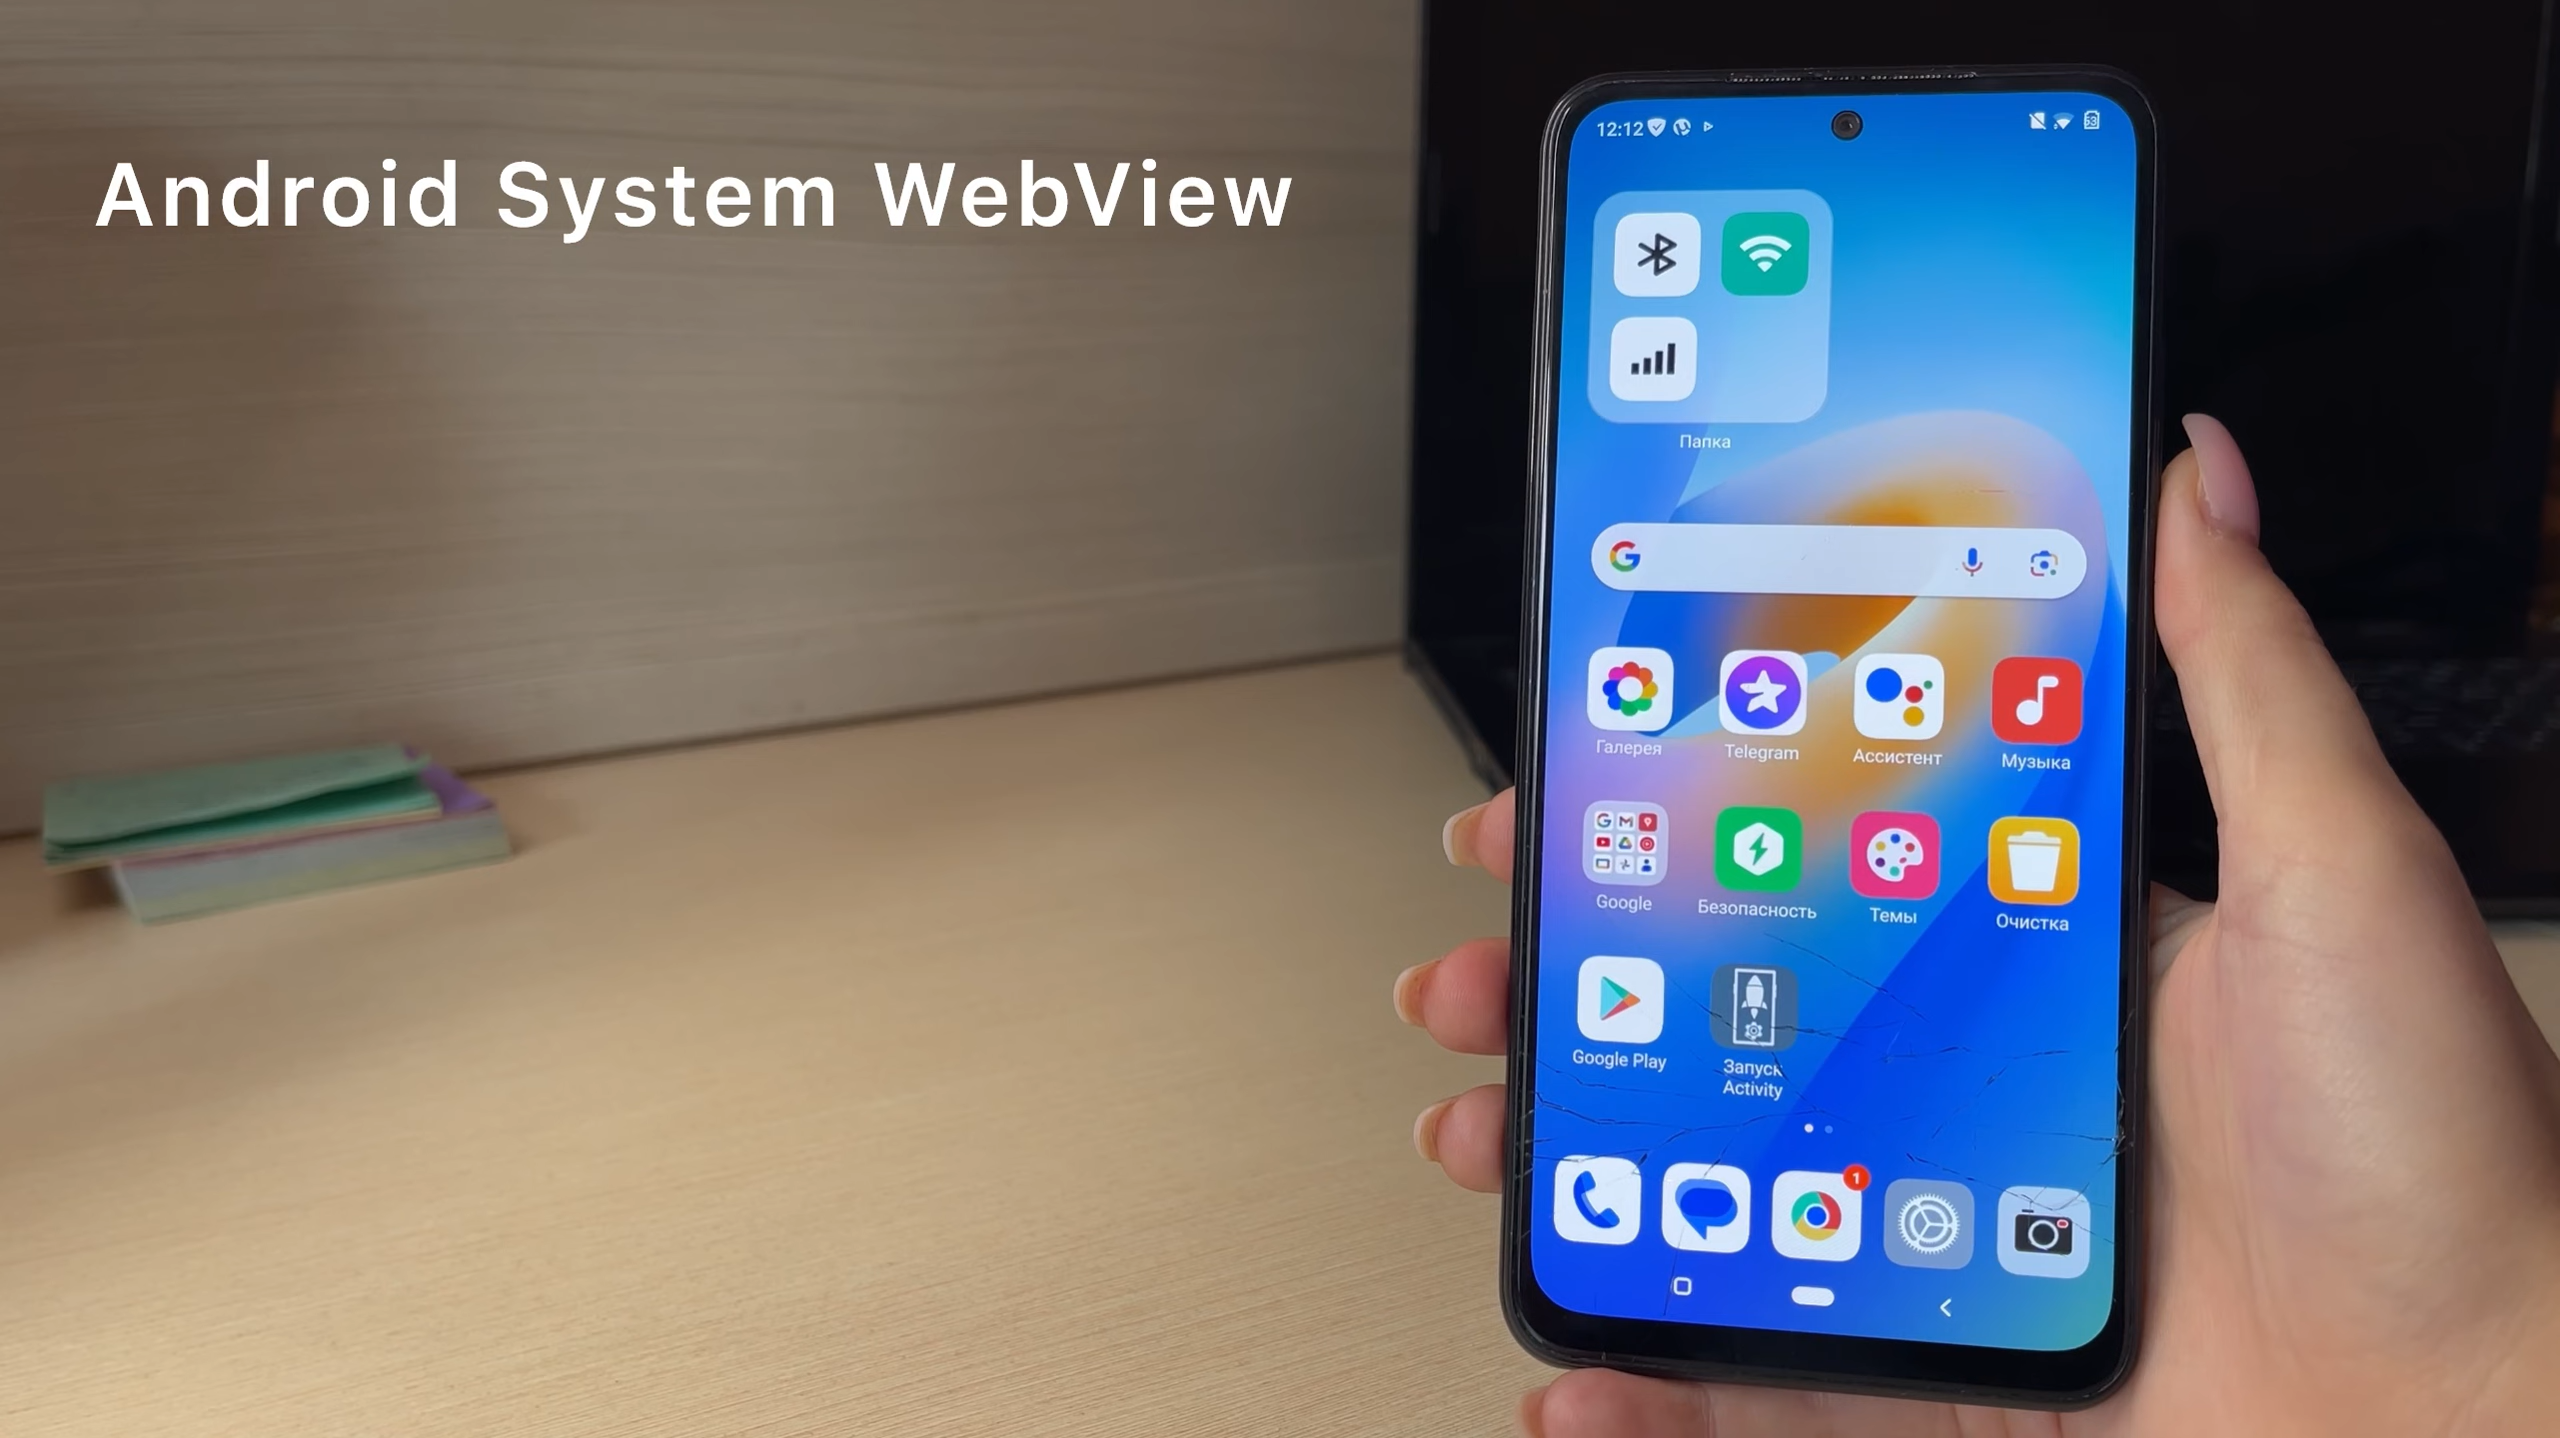 Android System WebView
12:12
53
Папка
Галерея
Telegram
Ассистент
Музыка
Google
Безопасность
Темы
Очистка
Google Play
Запуск
Activity
1